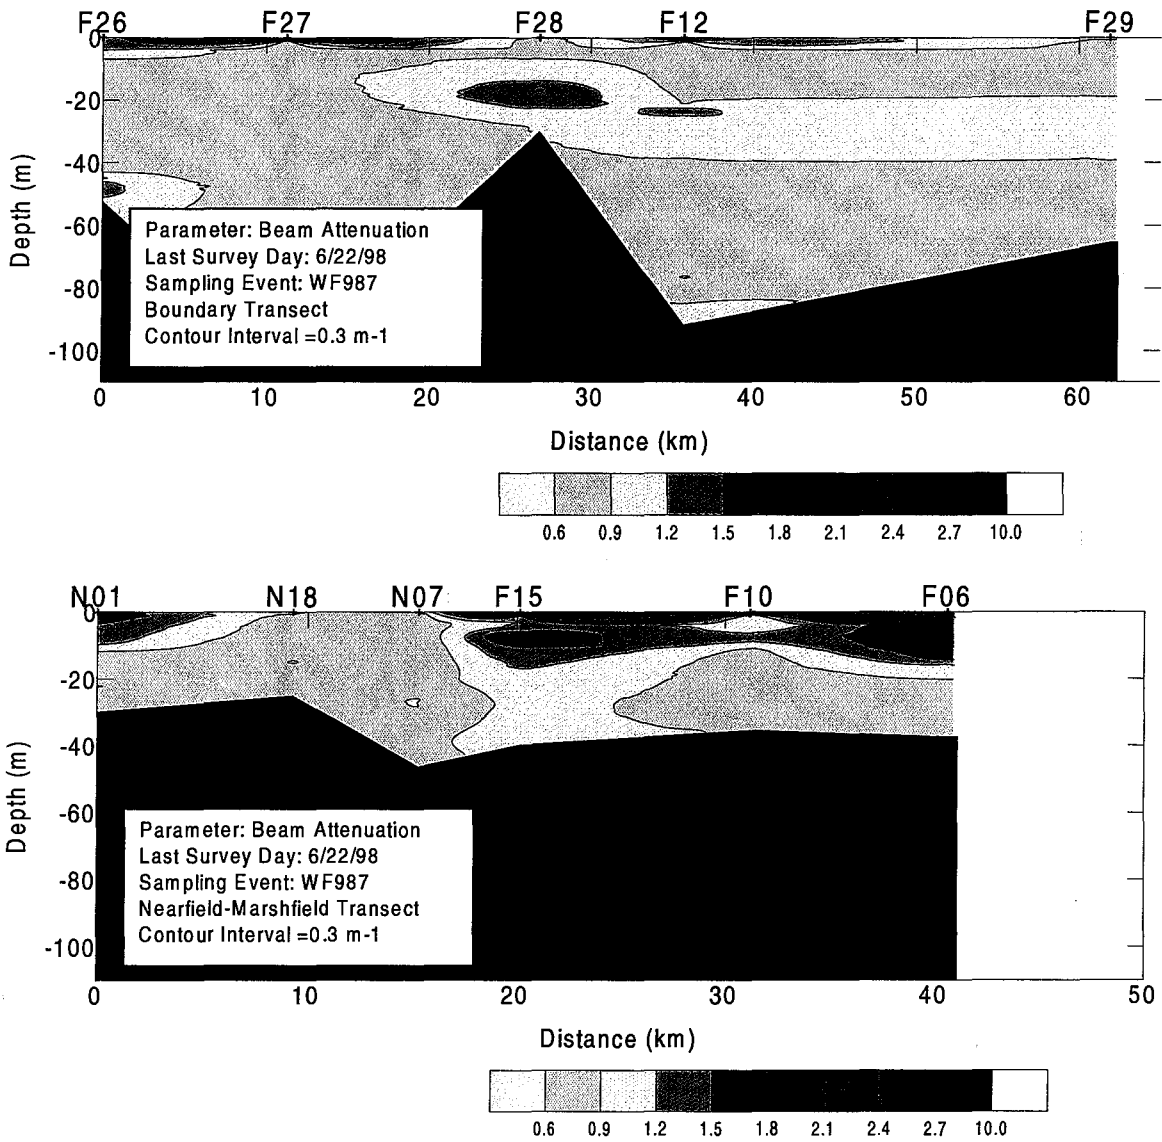 F26 F27 F28 F12 F29
0
-20
-40
-60
-80
-100
Depth (m)
Parameter: Beam Attenuation
Last Survey Day: 6/22/98
Sampling Event: WF987
Boundary Transect
Contour Interval =0.3 m-1
0 10 20 30 40 50 60
Distance (km)
0.6 0.9 1.2 1.5 1.8 2.1 2.4 2.7 10.0
N01 N18 N07 F15 F10 F06
0
-20
-40
-60
-80
-100
Depth (m)
Parameter: Beam Attenuation
Last Survey Day: 6/22/98
Sampling Event: WF987
Nearfield-Marshfield Transect
Contour Interval =0.3 m-1
0 10 20 30 40 50
Distance (km)
0.6 0.9 1.2 1.5 1.8 2.1 2.4 2.7 10.0